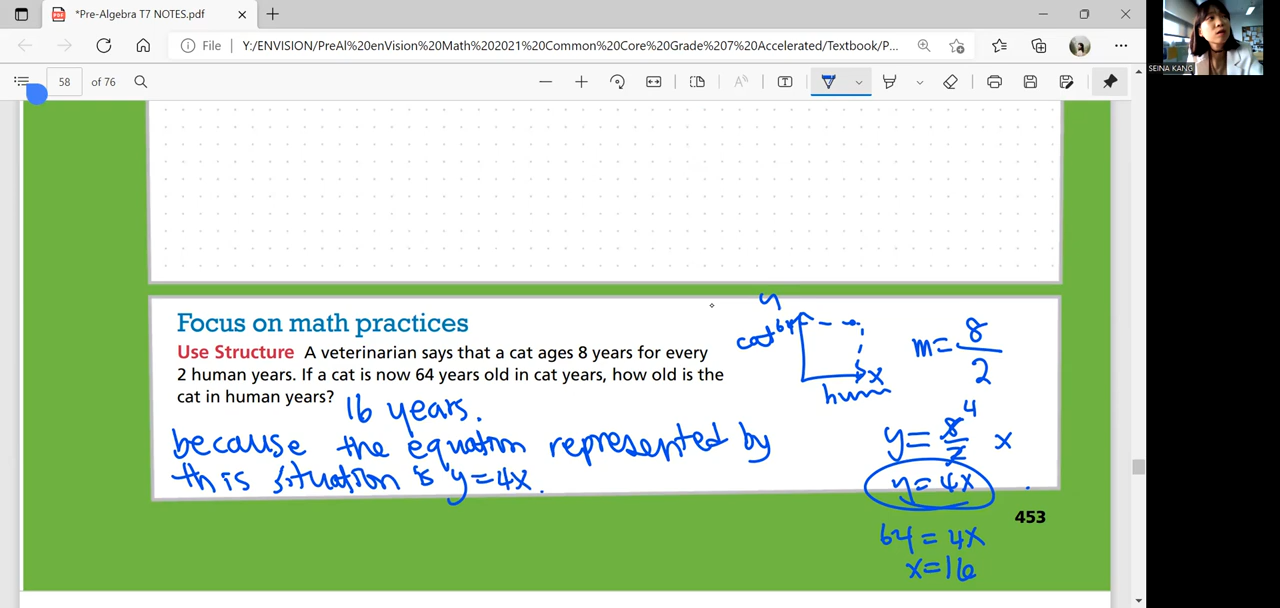 *Pre-Algebra T7 NOTES.pdf
File
Y:/ENVISION/PreAl%20enVision%20Math%202021%20Common%20Core%20Grade%207%20Accelerated/Textbook/P...
58 of 76
SEINA KANG
Focus on math practices
Use Structure A veterinarian says that a cat ages 8 years for every
2 human years. If a cat is now 64 years old in cat years, how old is the
cat in human years?
16 years.
because the equation represented by
this situation is y=4x.
y
cat 64
x
human
m=8/2
y=8/2 x
4
y=4x
64=4x
x=16
453